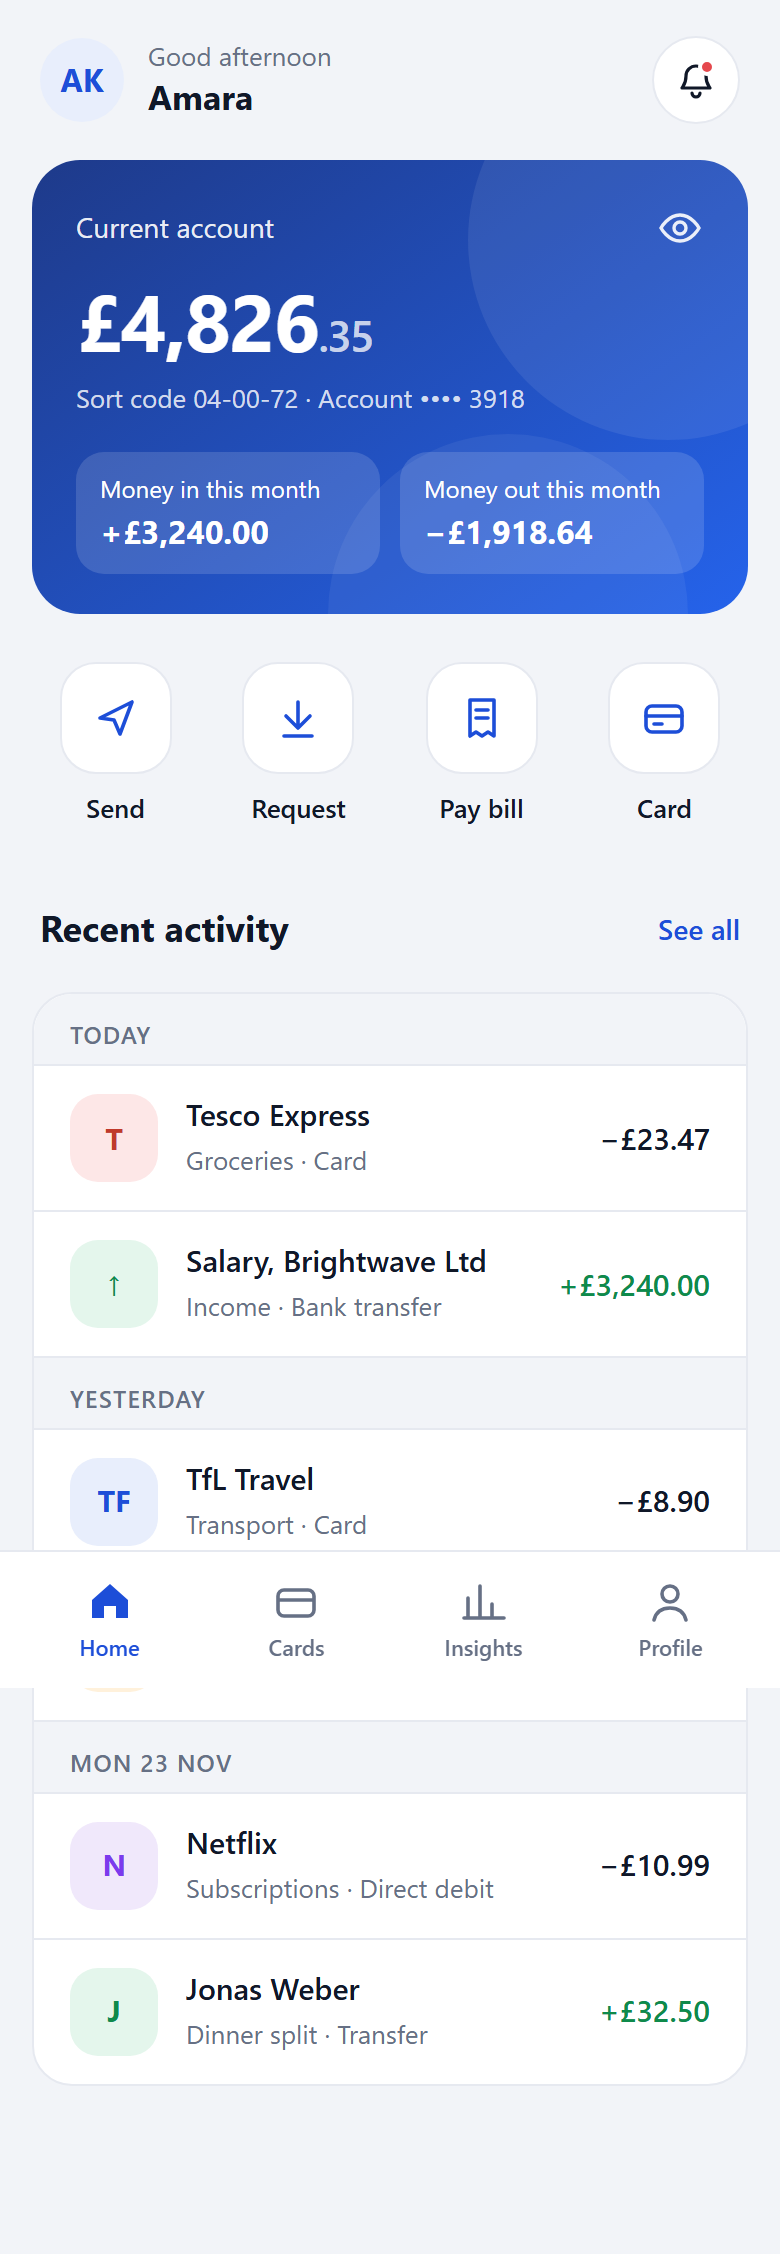 AK
Good afternoon
Amara
Current account
£4,826.35
Sort code 04-00-72 · Account •••• 3918
Money in this month
+£3,240.00
Money out this month
−£1,918.64
Send
Request
Pay bill
Card
Recent activity
See all
TODAY
T
Tesco Express
−£23.47
Groceries · Card
↑
Salary, Brightwave Ltd
+£3,240.00
Income · Bank transfer
YESTERDAY
TF
TfL Travel
−£8.90
Transport · Card
Home
Cards
Insights
Profile
MON 23 NOV
N
Netflix
−£10.99
Subscriptions · Direct debit
J
Jonas Weber
+£32.50
Dinner split · Transfer